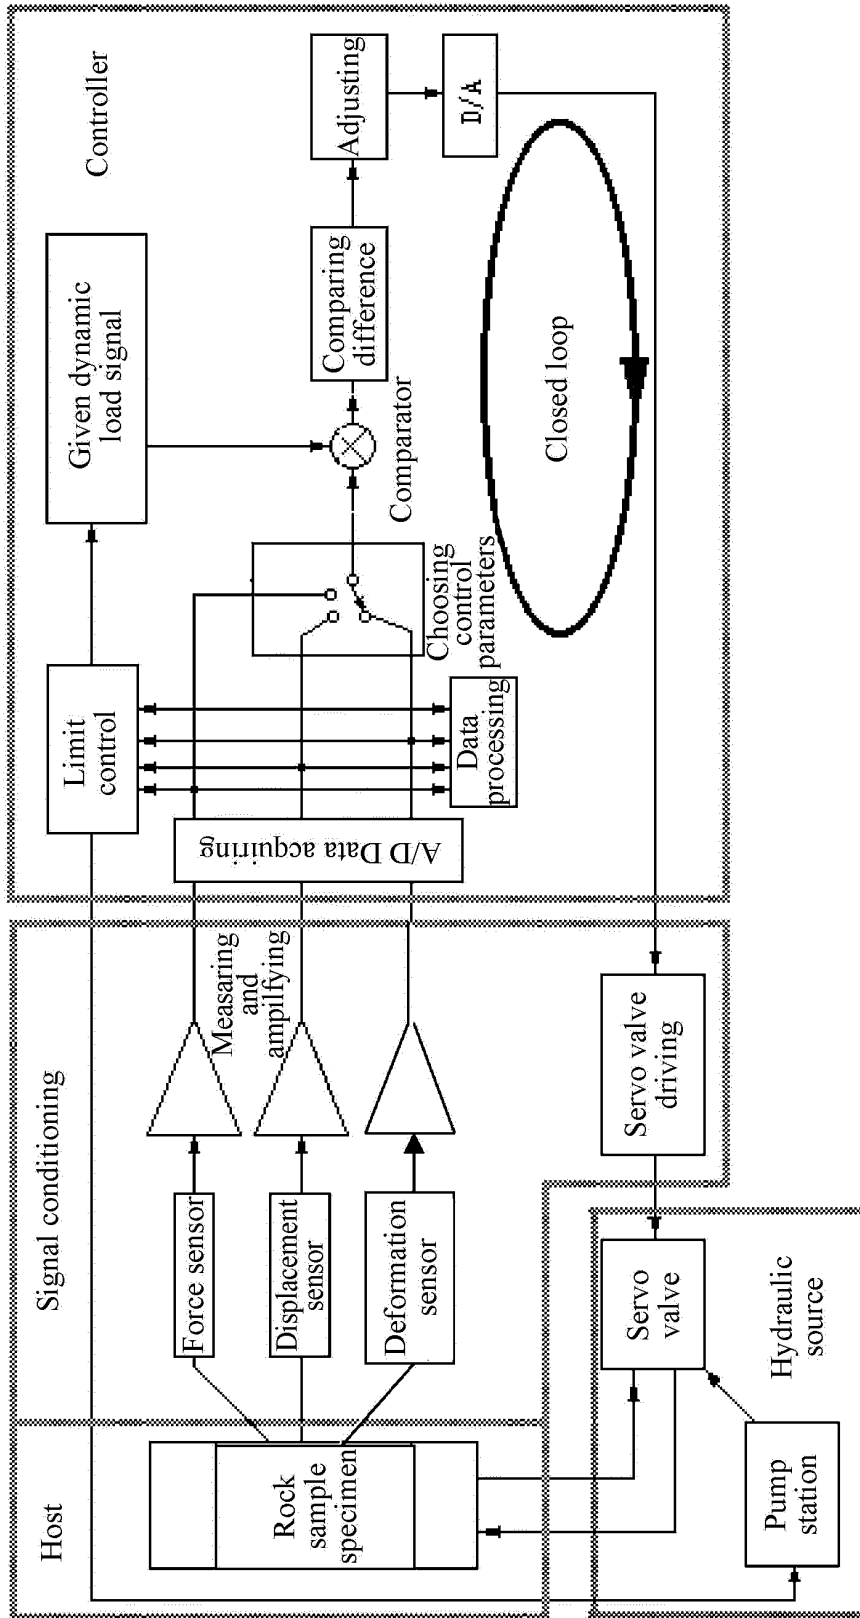 Host
Signal conditioning
Controller
Limit
control
Given dynamic
load signal
Rock
sample
specimen
Force sensor
Displacement
sensor
Deformation
sensor
Measaring
and
ampilfying
A/D Data acquiring
Data
processing
Choosing
control
parameters
Comparator
Comparing
difference
Adjusting
D/A
Closed loop
Servo valve
driving
Servo
valve
Hydraulic
source
Pump
station